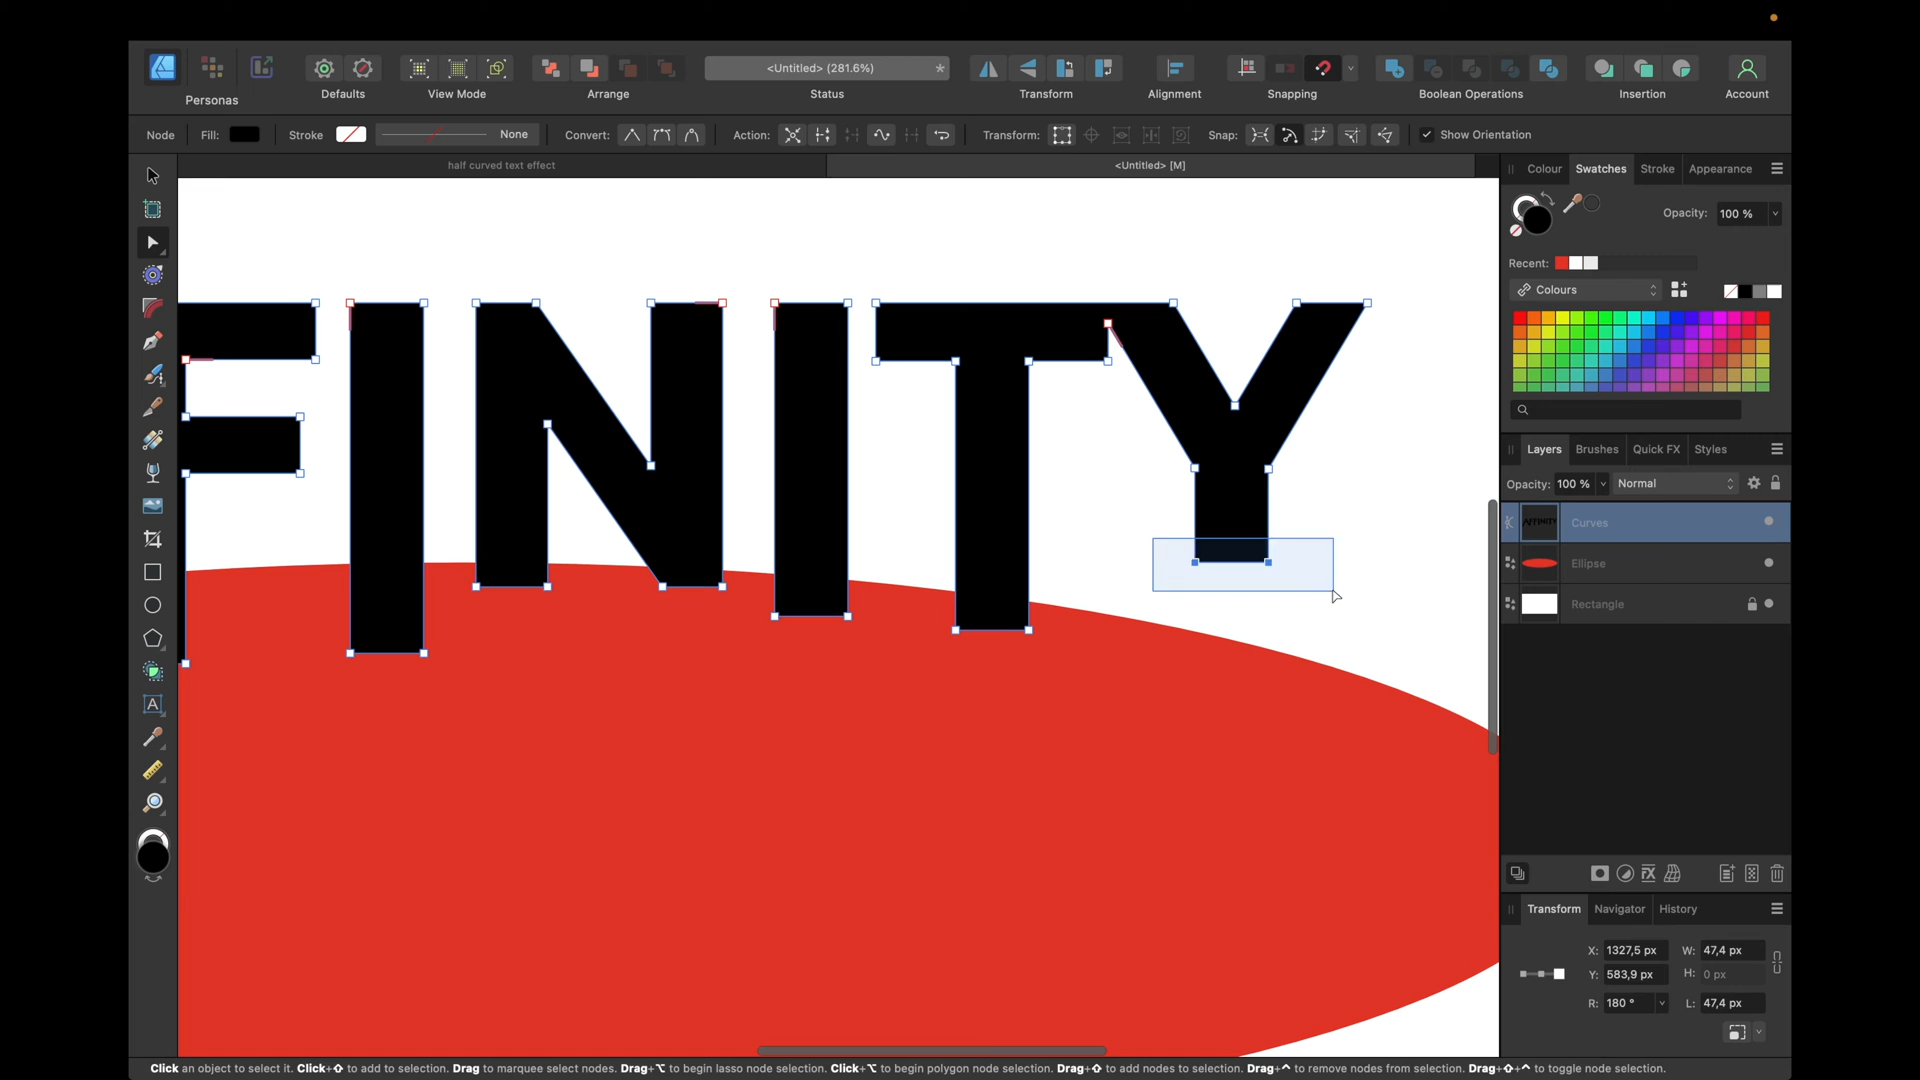 Personas
Defaults
View Mode
Arrange
<Untitled> (281.6%) *
Status
Transform
Alignment
Snapping
Boolean Operations
Insertion
Account
Node
Fill:
Stroke
None
Convert:
Action:
Transform:
Snap:
Show Orientation
half curved text effect
<Untitled> [M]
FINITY
Colour
Swatches
Stroke
Appearance
Opacity:
100 %
Recent:
Colours
Layers
Brushes
Quick FX
Styles
Opacity:
100 %
Normal
AFFINITY
Curves
Ellipse
Rectangle
Transform
Navigator
History
X:
1327,5 px
W:
47,4 px
Y:
583,9 px
H:
0 px
R:
180 °
L:
47,4 px
Click an object to select it. Click+⇧ to add to selection. Drag to marquee select nodes. Drag+⌥ to begin lasso node selection. Click+⌥ to begin polygon node selection. Drag+⇧ to add nodes to selection. Drag+^ to remove nodes from selection. Drag+⇧+^ to toggle node selection.